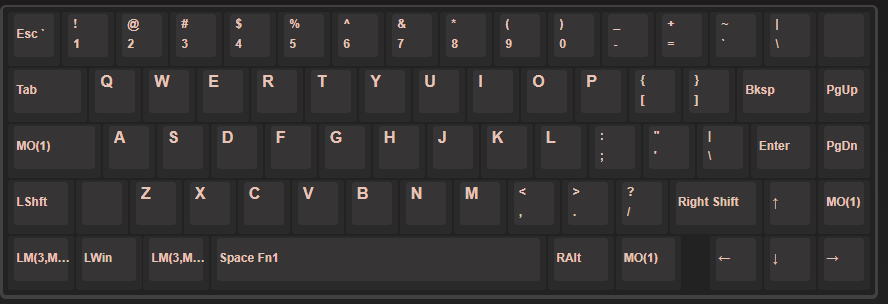 Esc ` ! 1 @ 2 # 3 $ 4 % 5 ^ 6 & 7 * 8 ( 9 ) 0 _ - + = ~ ` | \
Tab Q W E R T Y U I O P { [ } ] Bksp PgUp
MO(1) A S D F G H J K L : ; " ' | \ Enter PgDn
LShft Z X C V B N M < , > . ? / Right Shift ↑ MO(1)
LM(3,M... LWin LM(3,M... Space Fn1 RAlt MO(1) ← ↓ →